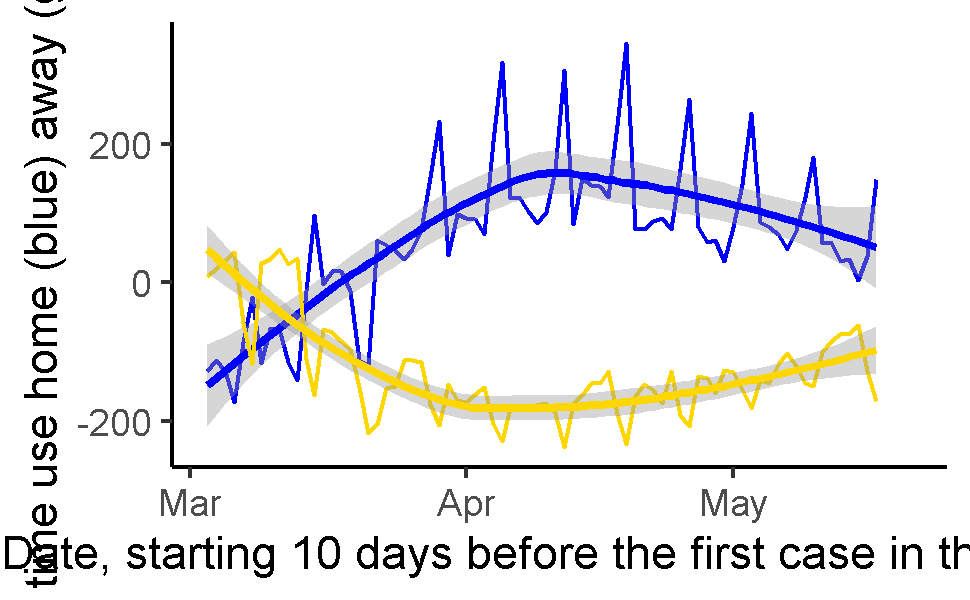 time use home (blue) away (
200
0
-200
Mar Apr May
Date, starting 10 days before the first case in